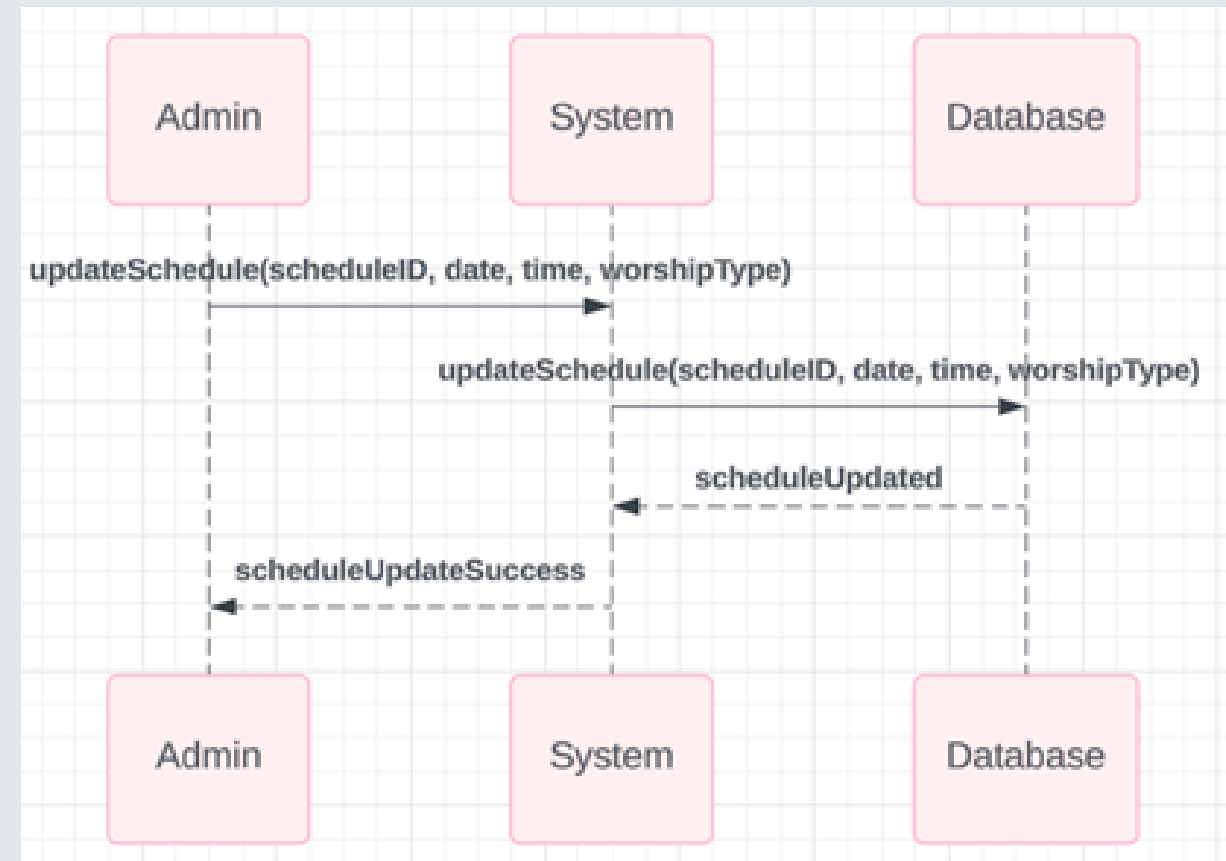 Admin
System
Database
updateSchedule(scheduleID, date, time, worshipType)
updateSchedule(scheduleID, date, time, worshipType)
scheduleUpdated
scheduleUpdateSuccess
Admin
System
Database